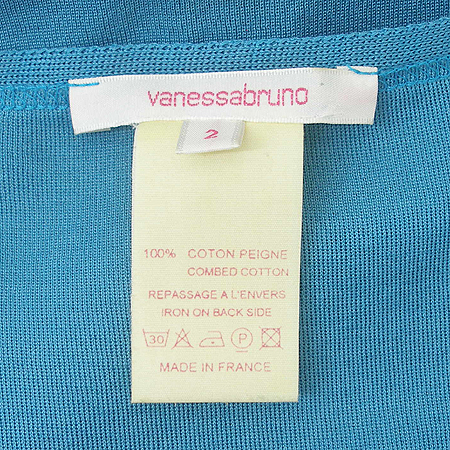 vanessabruno
2
100% COTON PEIGNE
COMBED COTTON
REPASSAGE A L'ENVERS
IRON ON BACK SIDE
30 P
MADE IN FRANCE